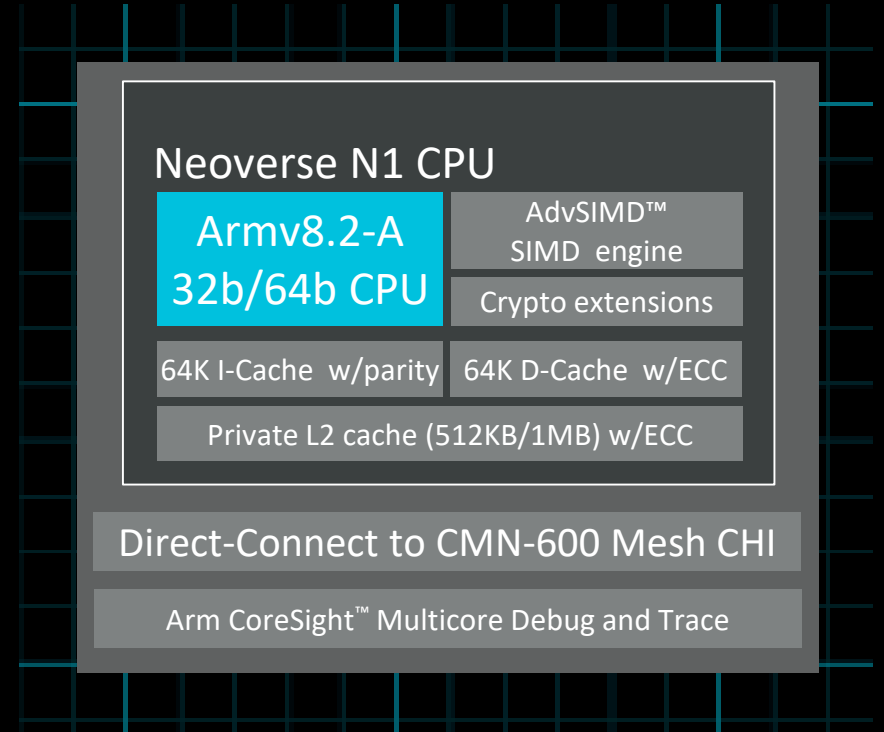 Neoverse N1 CPU
Armv8.2-A
32b/64b CPU
AdvSIMD™
SIMD engine
Crypto extensions
64K I-Cache w/parity
64K D-Cache w/ECC
Private L2 cache (512KB/1MB) w/ECC
Direct-Connect to CMN-600 Mesh CHI
Arm CoreSight™ Multicore Debug and Trace